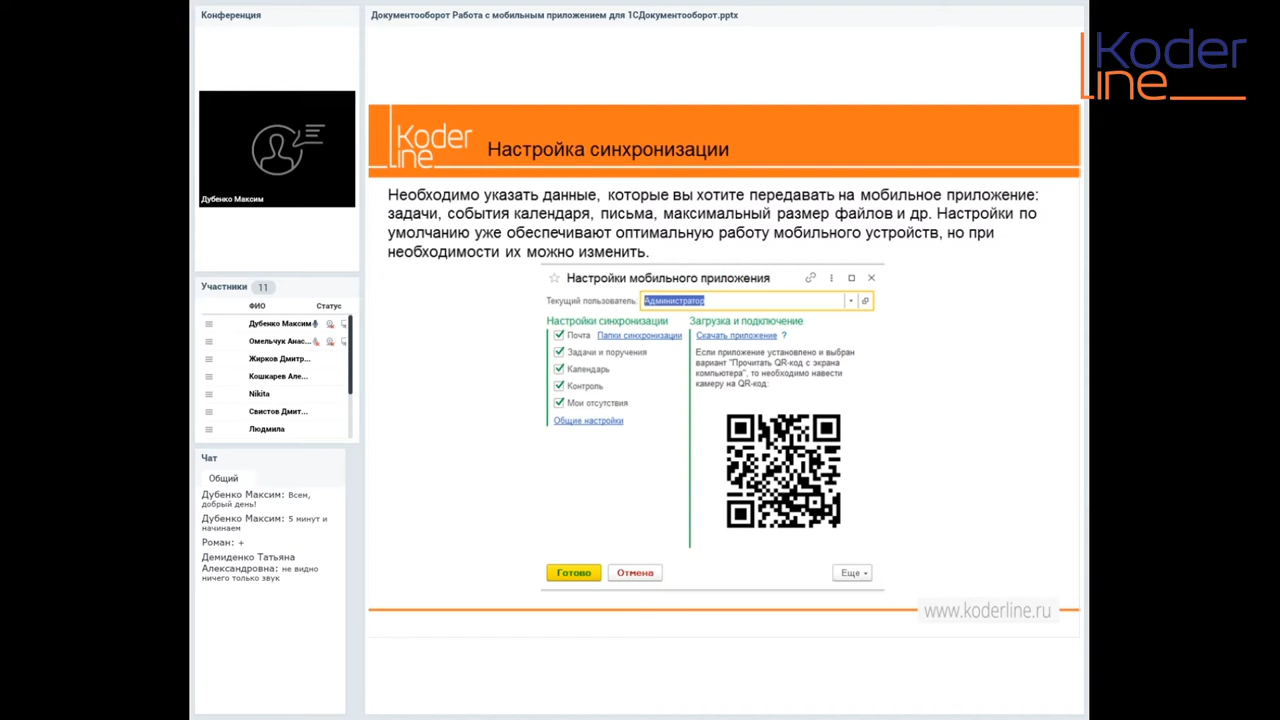 Конференция
Документооборот Работа с мобильным приложением для 1СДокументооборот.pptx
Koder
line
Дубенко Максим
Участники 11
ФИО Статус
Дубенко Максим
Омельчук Анас...
Жирков Дмитр...
Кошкарев Але...
Nikita
Свистов Дмит...
Людмила
Чат
Общий
Дубенко Максим: Всем,
добрый день!
Дубенко Максим: 5 минут и
начинаем
Роман: +
Демиденко Татьяна
Александровна: не видно
ничего только звук
Koder
line
Настройка синхронизации
Необходимо указать данные, которые вы хотите передавать на мобильное приложение:
задачи, события календаря, письма, максимальный размер файлов и др. Настройки по
умолчанию уже обеспечивают оптимальную работу мобильного устройств, но при
необходимости их можно изменить.
Настройки мобильного приложения
Текущий пользователь: Администратор
Настройки синхронизации
Почта Папки синхронизации
Задачи и поручения
Календарь
Контроль
Мои отсутствия
Общие настройки
Загрузка и подключение
Скачать приложение ?
Если приложение установлено и выбран
вариант "Прочитать QR-код с экрана
компьютера", то необходимо навести
камеру на QR-код:
Готово Отмена Еще
www.koderline.ru